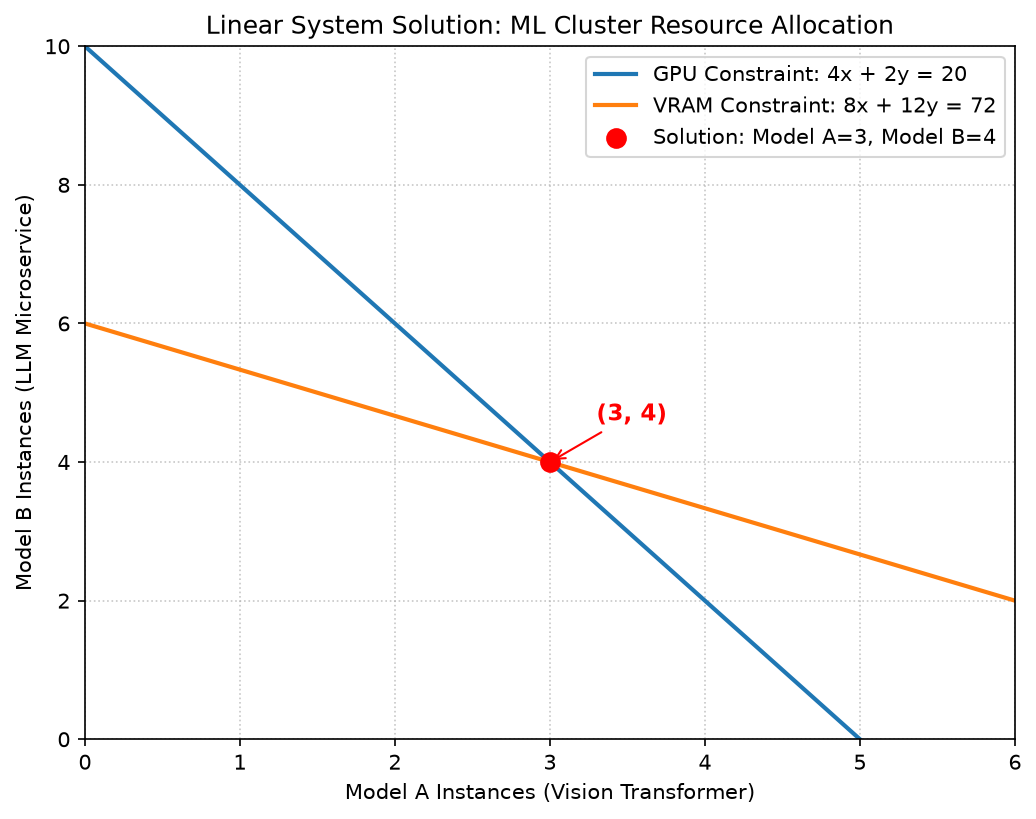 Linear System Solution: ML Cluster Resource Allocation
GPU Constraint: 4x + 2y = 20
VRAM Constraint: 8x + 12y = 72
Solution: Model A=3, Model B=4
(3, 4)
Model B Instances (LLM Microservice)
10
8
6
4
2
0
0
1
2
3
4
5
6
Model A Instances (Vision Transformer)